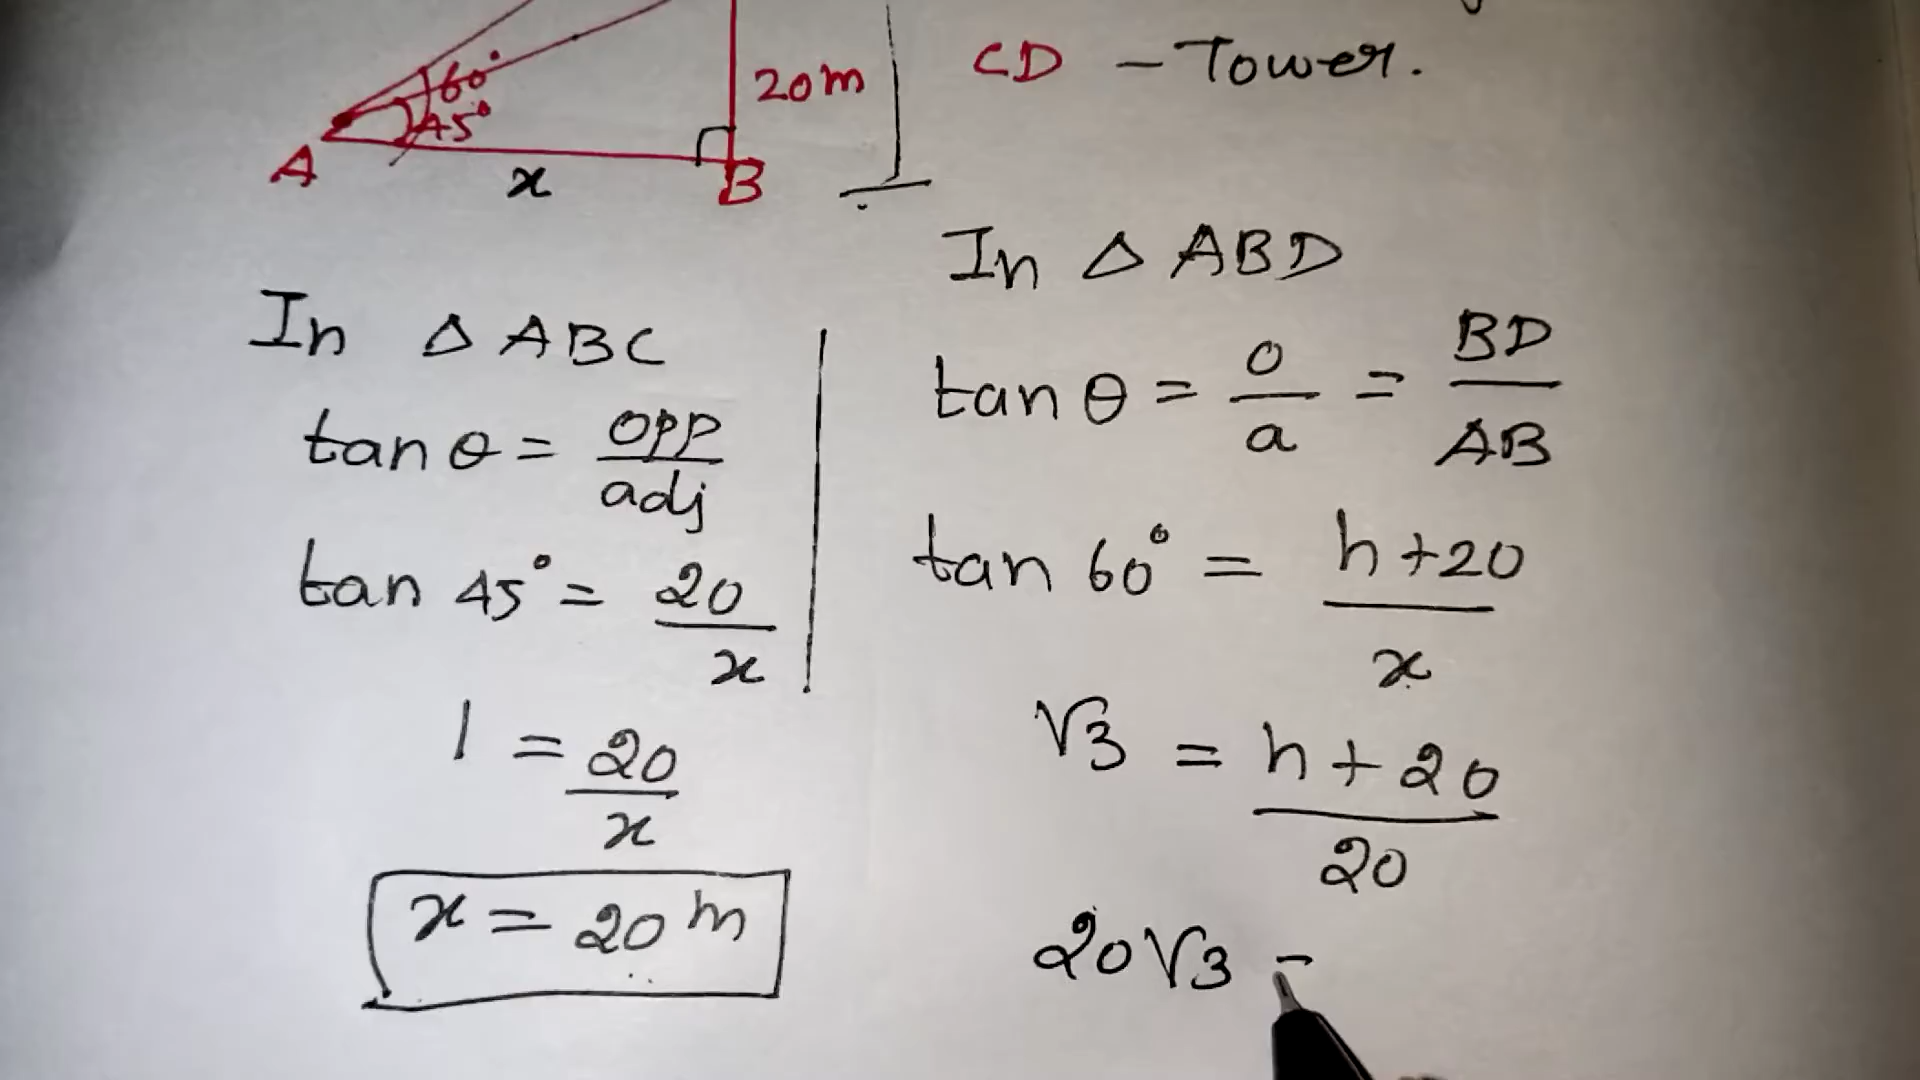 60°
45°
20m
A
x
B
CD - Tower.
In △ ABC
tan θ = opp/adj
tan 45° = 20/x
1 = 20/x
x = 20 m
In △ ABD
tan θ = o/a = BD/AB
tan 60° = h+20/x
√3 = h+20/20
20√3 =